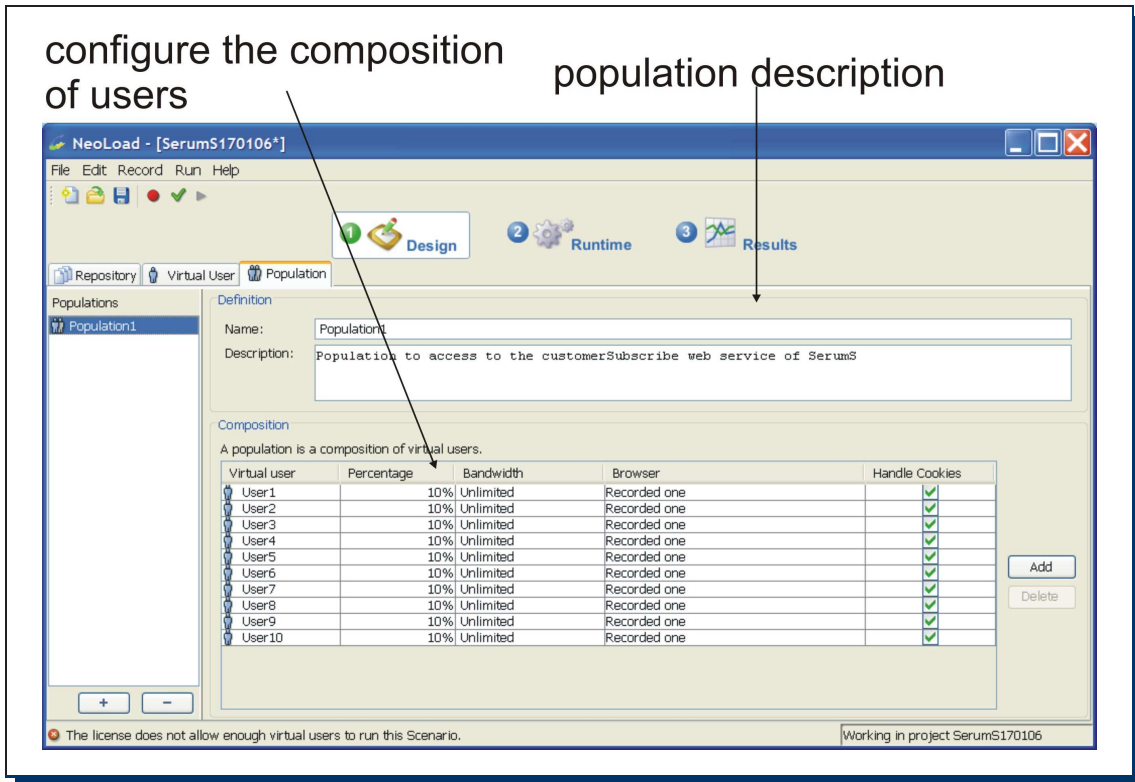 configure the composition
of users
population description
NeoLoad - [SerumS170106*]
File Edit Record Run Help
1 Design 2 Runtime 3 Results
Repository Virtual User Population
Populations
Population1
Definition
Name: Population1
Description: Population to access to the customerSubscribe web service of SerumS
Composition
A population is a composition of virtual users.
Virtual user Percentage Bandwidth Browser Handle Cookies
User1 10% Unlimited Recorded one
User2 10% Unlimited Recorded one
User3 10% Unlimited Recorded one
User4 10% Unlimited Recorded one
User5 10% Unlimited Recorded one
User6 10% Unlimited Recorded one
User7 10% Unlimited Recorded one
User8 10% Unlimited Recorded one
User9 10% Unlimited Recorded one
User10 10% Unlimited Recorded one
Add
Delete
+ -
The license does not allow enough virtual users to run this Scenario.
Working in project SerumS170106